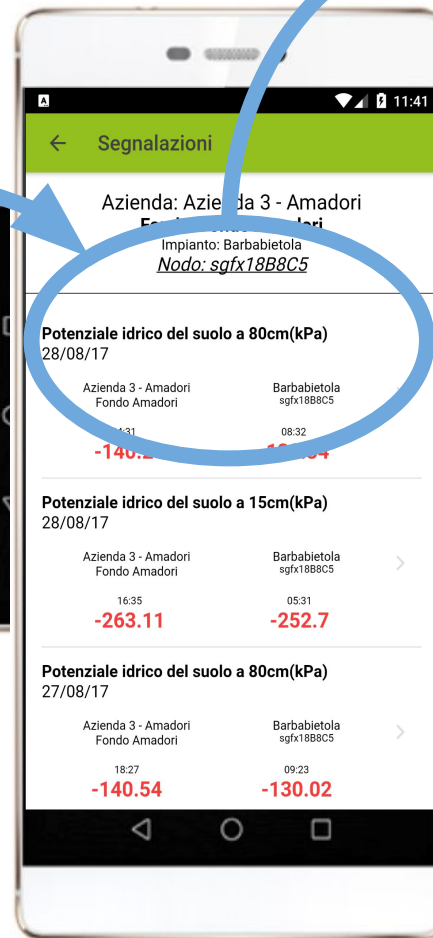 11:41
Segnalazioni
Azienda: Azienda 3 - Amadori
Impianto: Barbabietola
Nodo: sgfx18B8C5
Potenziale idrico del suolo a 80cm(kPa)
28/08/17
Azienda 3 - Amadori Barbabietola
Fondo Amadori sgfx18B8C5
08:32
Potenziale idrico del suolo a 15cm(kPa)
28/08/17
Azienda 3 - Amadori Barbabietola
Fondo Amadori sgfx18B8C5
16:35 05:31
-263.11 -252.7
Potenziale idrico del suolo a 80cm(kPa)
27/08/17
Azienda 3 - Amadori Barbabietola
Fondo Amadori sgfx18B8C5
18:27 09:23
-140.54 -130.02